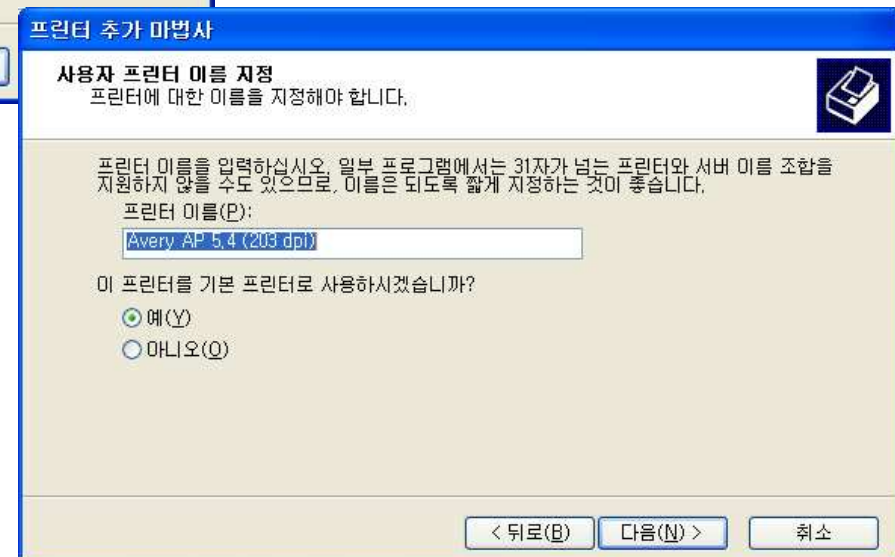 프린터 추가 마법사
사용자 프린터 이름 지정
프린터에 대한 이름을 지정해야 합니다.
프린터 이름을 입력하십시오. 일부 프로그램에서는 31자가 넘는 프린터와 서버 이름 조합을
지원하지 않을 수도 있으므로, 이름은 되도록 짧게 지정하는 것이 좋습니다.
프린터 이름(P):
Avery AP 5.4 (203 dpi)
이 프린터를 기본 프린터로 사용하시겠습니까?
예(Y)
아니오(O)
< 뒤로(B) 다음(N) > 취소